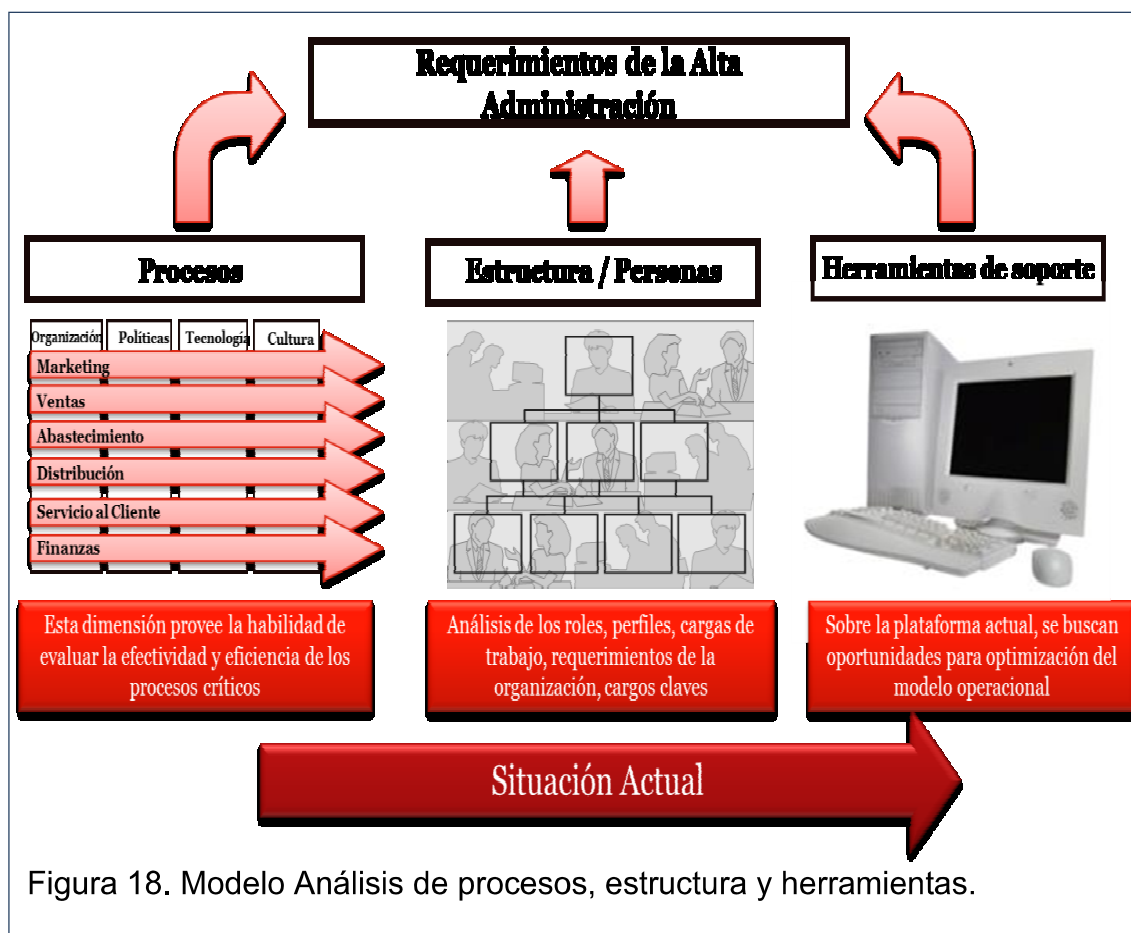 Requerimientos de la Alta
Administración
Procesos
Estructura / Personas
Herramientas de soporte
Organización
Políticas
Tecnología
Cultura
Marketing
Ventas
Abastecimiento
Distribución
Servicio al Cliente
Finanzas
Esta dimensión provee la habilidad de
evaluar la efectividad y eficiencia de los
procesos críticos
Análisis de los roles, perfiles, cargas de
trabajo, requerimientos de la
organización, cargos claves
Sobre la plataforma actual, se buscan
oportunidades para optimización del
modelo operacional
Situación Actual
Figura 18. Modelo Análisis de procesos, estructura y herramientas.